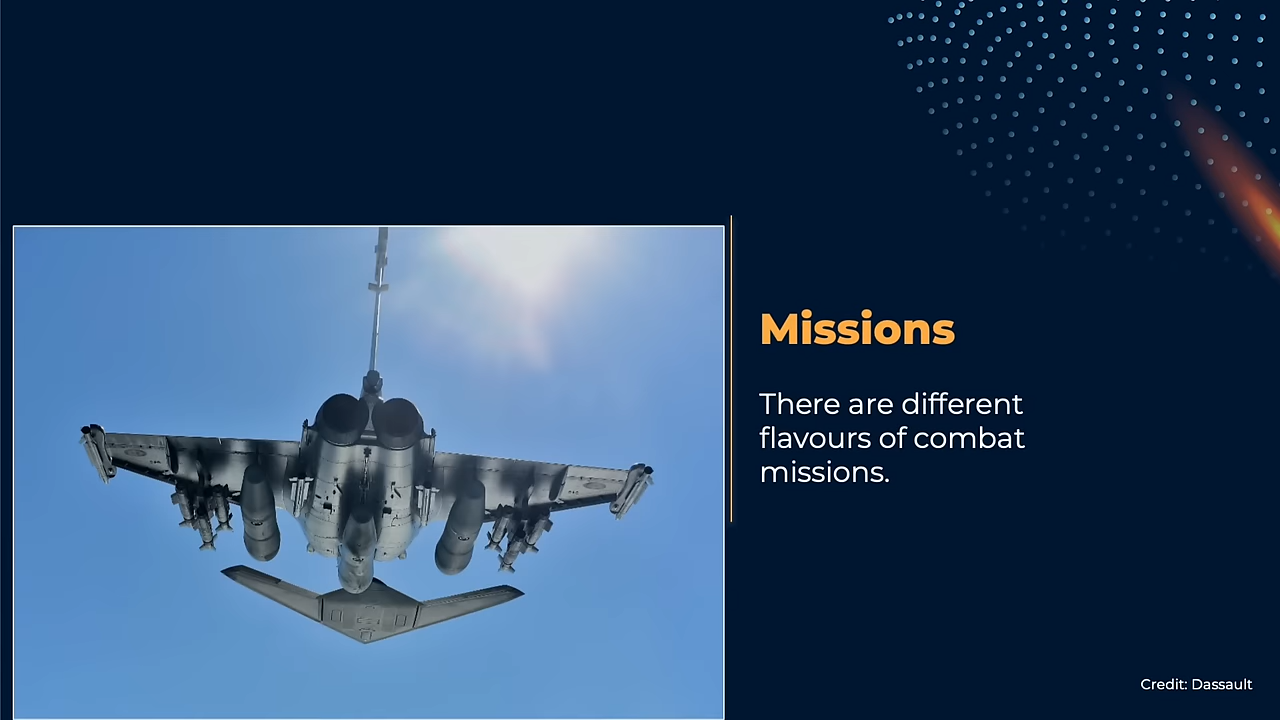 Missions
There are different
flavours of combat
missions.
Credit: Dassault